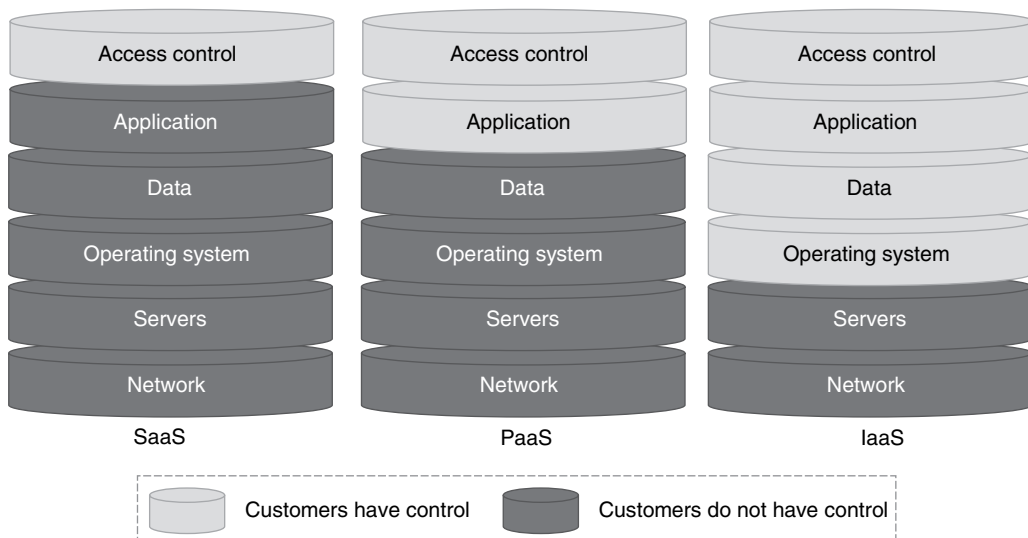 Access control
Application
Data
Operating system
Servers
Network
SaaS
Access control
Application
Data
Operating system
Servers
Network
PaaS
Access control
Application
Data
Operating system
Servers
Network
IaaS
Customers have control
Customers do not have control